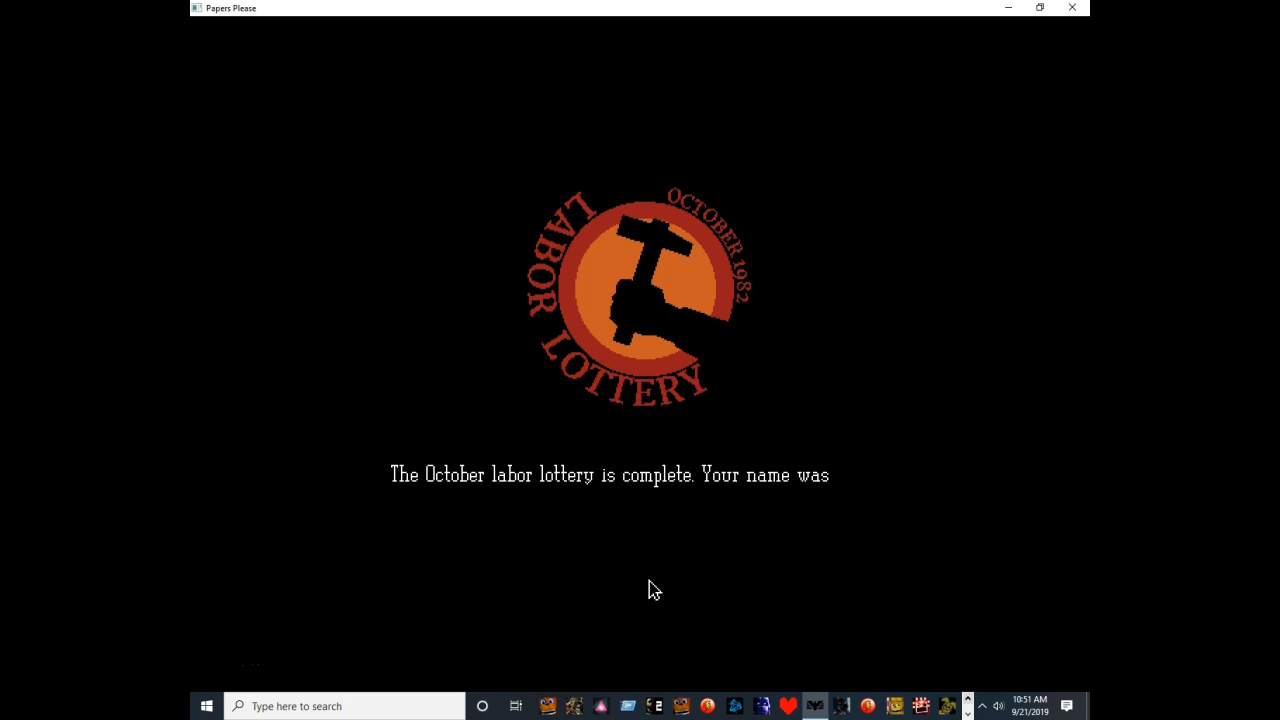 Papers Please
OCTOBER 1982
LABOR LOTTERY
The October labor lottery is complete. Your name was
Type here to search
10:51 AM
9/21/2019